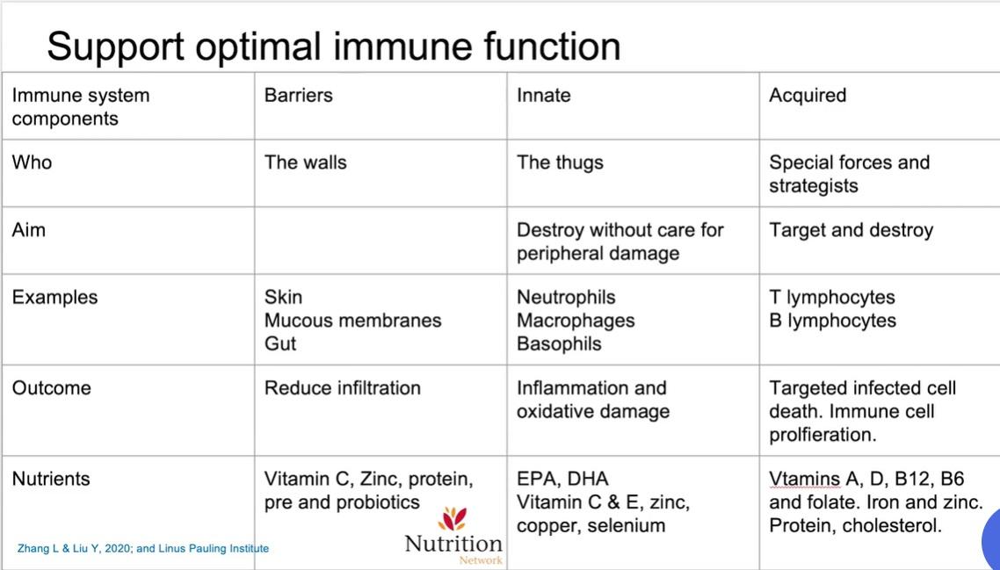 Support optimal immune function
Immune system
components
Barriers
Innate
Acquired
Who
The walls
The thugs
Special forces and
strategists
Aim
Destroy without care for
peripheral damage
Target and destroy
Examples
Skin
Mucous membranes
Gut
Neutrophils
Macrophages
Basophils
T lymphocytes
B lymphocytes
Outcome
Reduce infiltration
Inflammation and
oxidative damage
Targeted infected cell
death. Immune cell
prolfieration.
Nutrients
Vitamin C, Zinc, protein,
pre and probiotics
EPA, DHA
Vitamin C & E, zinc,
copper, selenium
Vtamins A, D, B12, B6
and folate. Iron and zinc.
Protein, cholesterol.
Zhang L & Liu Y, 2020; and Linus Pauling Institute
Nutrition
Network